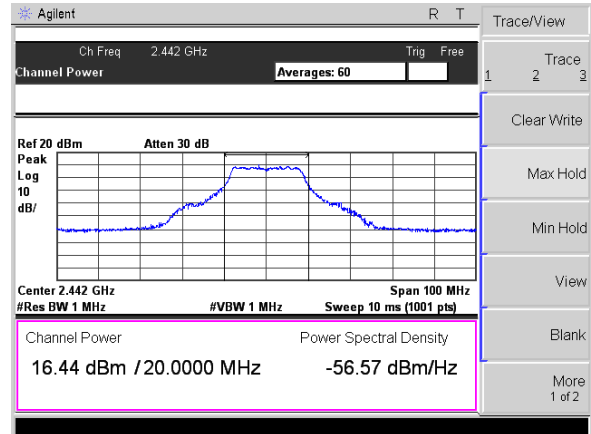 Agilent R T
Ch Freq 2.442 GHz Trig Free
Channel Power Averages: 60
Ref 20 dBm Atten 30 dB
Peak
Log
10
dB/
Center 2.442 GHz Span 100 MHz
#Res BW 1 MHz #VBW 1 MHz Sweep 10 ms (1001 pts)
Channel Power Power Spectral Density
16.44 dBm / 20.0000 MHz -56.57 dBm/Hz
Trace/View
Trace
1 2 3
Clear Write
Max Hold
Min Hold
View
Blank
More
1 of 2